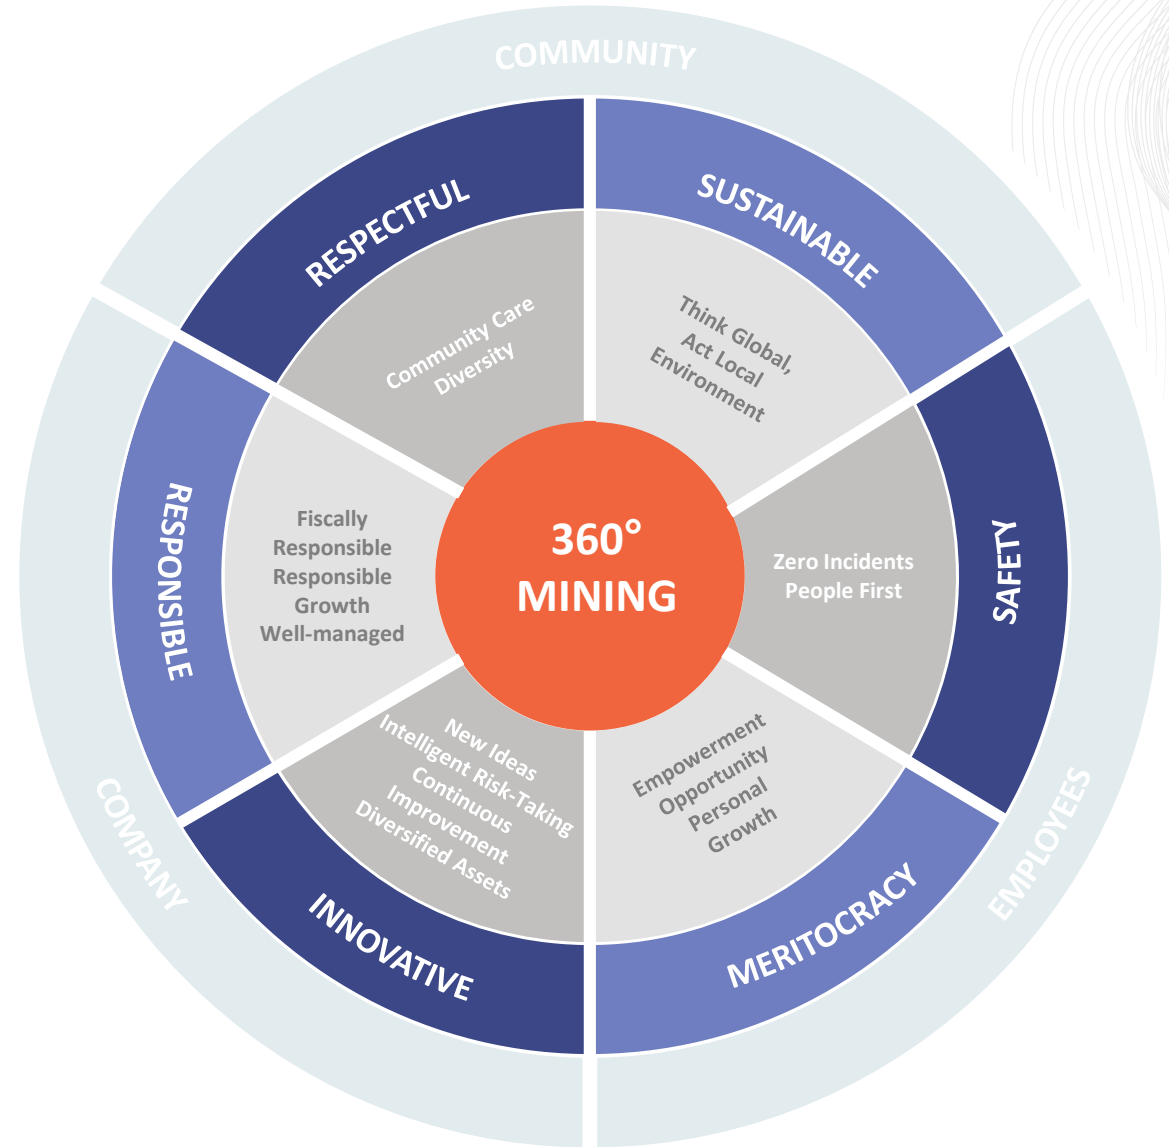 COMMUNITY
RESPECTFUL
SUSTAINABLE
Community Care
Diversity
Think Global,
Act Local
Environment
RESPONSIBLE
Fiscally
Responsible
Responsible
Growth
Well-managed
360°
MINING
Zero Incidents
People First
SAFETY
New Ideas
Intelligent Risk-Taking
Continuous
Improvement
Diversified Assets
Empowerment
Opportunity
Personal
Growth
COMPANY
EMPLOYEES
INNOVATIVE
MERITOCRACY